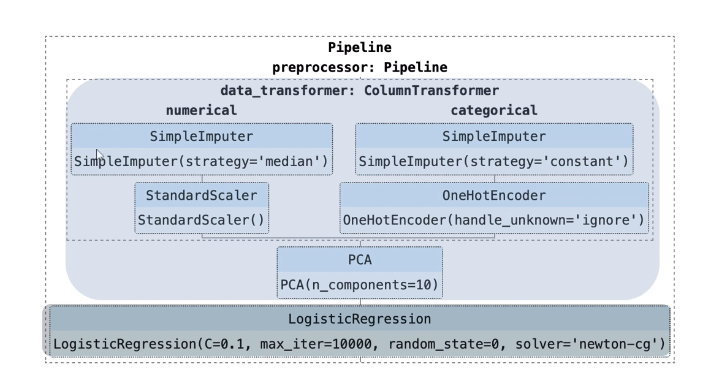 Pipeline
preprocessor: Pipeline
data_transformer: ColumnTransformer
numerical categorical
SimpleImputer SimpleImputer
SimpleImputer(strategy='median') SimpleImputer(strategy='constant')
StandardScaler OneHotEncoder
StandardScaler() OneHotEncoder(handle_unknown='ignore')
PCA
PCA(n_components=10)
LogisticRegression
LogisticRegression(C=0.1, max_iter=10000, random_state=0, solver='newton-cg')